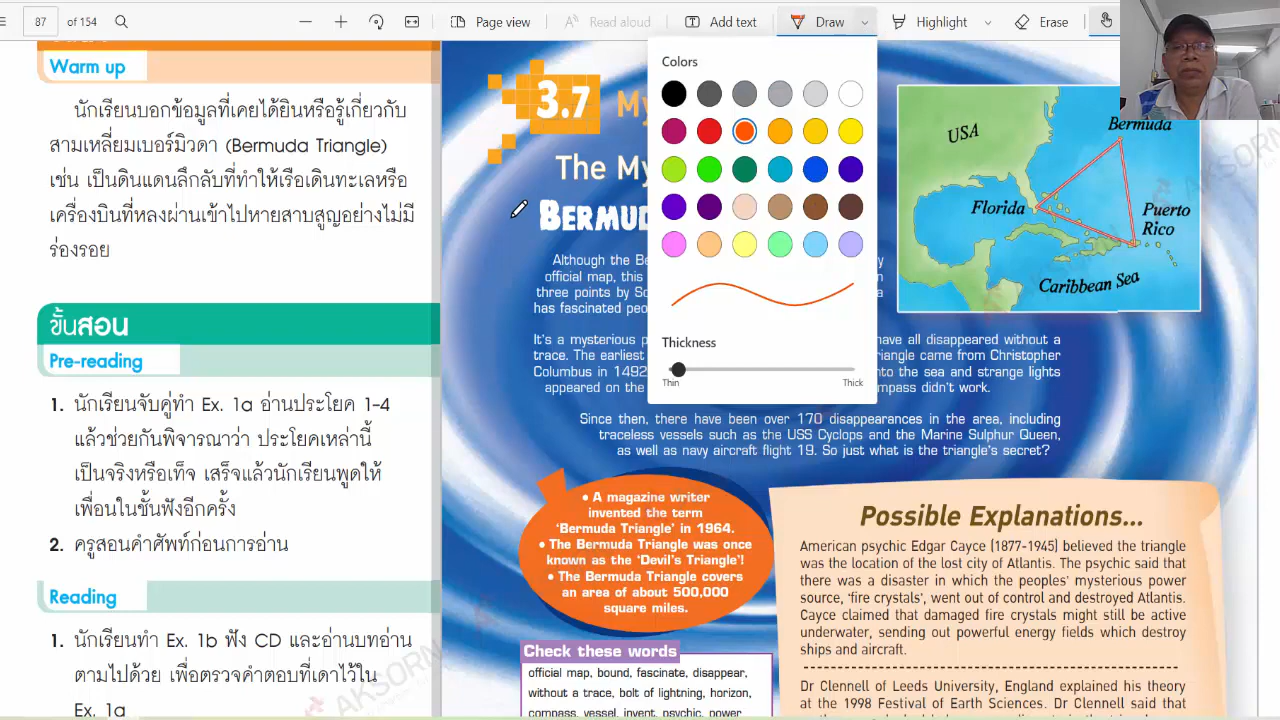 87 of 154 Page view Read aloud Add text Draw Highlight Erase
Warm up
นักเรียนบอกข้อมูลที่เคยได้ยินหรือรู้เกี่ยวกับ
สามเหลี่ยมเบอร์มิวดา (Bermuda Triangle)
เช่น เป็นดินแดนลึกลับที่ทำให้เรือเดินทะเลหรือ
เครื่องบินที่หลงผ่านเข้าไปหายสาบสูญอย่างไม่มี
ร่องรอย
ขั้นสอน
Pre-reading
1. นักเรียนจับคู่ทำ Ex. 1a อ่านประโยค 1-4
แล้วช่วยกันพิจารณาว่า ประโยคเหล่านี้
เป็นจริงหรือเท็จ เสร็จแล้วนักเรียนพูดให้
เพื่อนในชั้นฟังอีกครั้ง
2. ครูสอนคำศัพท์ก่อนการอ่าน
Reading
1. นักเรียนทำ Ex. 1b ฟัง CD และอ่านบทอ่าน
ตามไปด้วย เพื่อตรวจคำตอบที่เดาไว้ใน
Ex. 1a
Colors
Thickness
Thin Thick
3.7 My
The My
BERMUD
Although the Be
official map, this
three points by So
has fascinated peo
It's a mysterious p have all disappeared without a
trace. The earliest triangle came from Christopher
Columbus in 1492 into the sea and strange lights
appeared on the compass didn't work.
Since then, there have been over 170 disappearances in the area, including
traceless vessels such as the USS Cyclops and the Marine Sulphur Queen,
as well as navy aircraft flight 19. So just what is the triangle's secret?
USA
Bermuda
Florida
Puerto
Rico
Caribbean Sea
• A magazine writer
invented the term
'Bermuda Triangle' in 1964.
• The Bermuda Triangle was once
known as the 'Devil's Triangle'!
• The Bermuda Triangle covers
an area of about 500,000
square miles.
Check these words
official map, bound, fascinate, disappear,
without a trace, bolt of lightning, horizon,
compass, vessel, invent, psychic, power
Possible Explanations...
American psychic Edgar Cayce (1877-1945) believed the triangle
was the location of the lost city of Atlantis. The psychic said that
there was a disaster in which the peoples' mysterious power
source, 'fire crystals', went out of control and destroyed Atlantis.
Cayce claimed that damaged fire crystals might still be active
underwater, sending out powerful energy fields which destroy
ships and aircraft.
Dr Clennell of Leeds University, England explained his theory
at the 1998 Festival of Earth Sciences. Dr Clennell said that
AKSORN